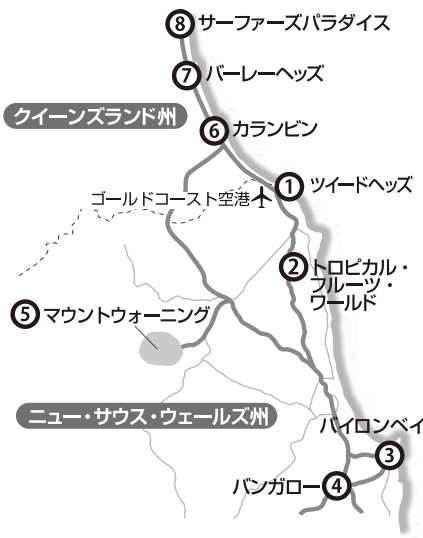 ⑧ サーファーズパラダイス
⑦ バーレーヘッズ
クイーンズランド州
⑥ カランビン
① ツイードヘッズ
ゴールドコースト空港
② トロピカル・
フルーツ・
ワールド
⑤ マウントウォーニング
ニュー・サウス・ウェールズ州
バイロンベイ
③
バンガロー ④